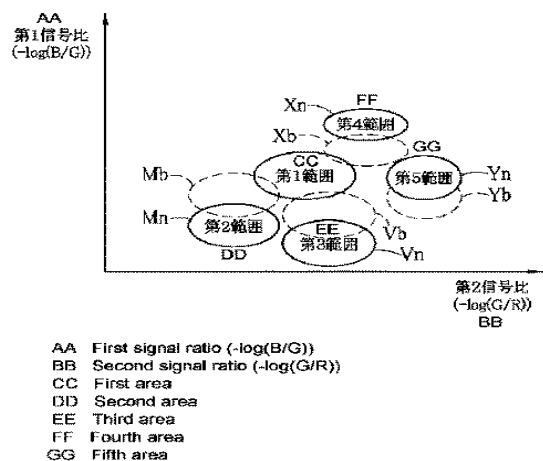 AA
第1信号比
(-log(B/G))
Xn
FF
第4範囲
Xb
GG
CC
第1範囲
第5範囲
Yn
Yb
Mb
Mn
第2範囲
DD
EE
第3範囲
Vb
Vn
第2信号比
(-log(G/R))
BB
AA First signal ratio (-log(B/G))
BB Second signal ratio (-log(G/R))
CC First area
DD Second area
EE Third area
FF Fourth area
GG Fifth area